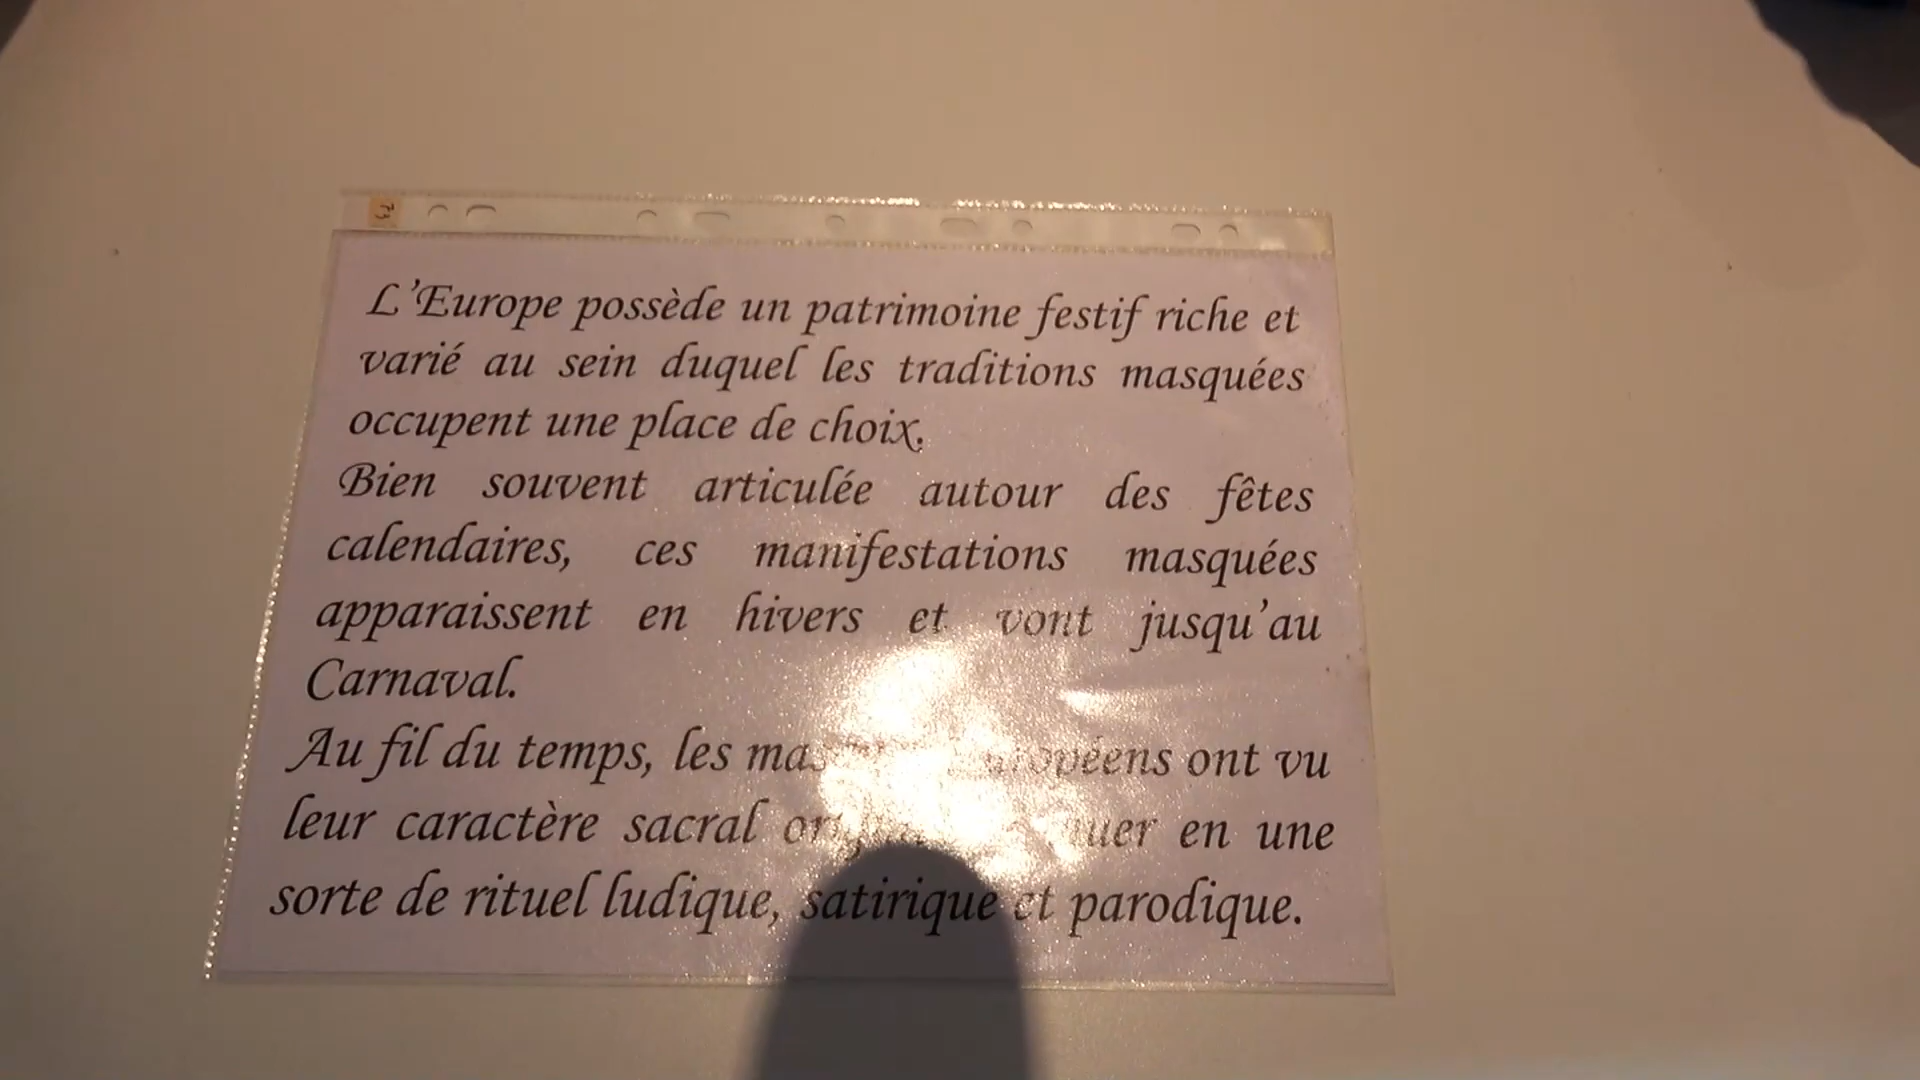 L'Europe possède un patrimoine festif riche et
varié au sein duquel les traditions masquées
occupent une place de choix.
Bien souvent articulée autour des fêtes
calendaires, ces manifestations masquées
apparaissent en hivers et vont jusqu'au
Carnaval.
Au fil du temps, les européens ont vu
leur caractère sacral en une
sorte de rituel ludique, satirique et parodique.